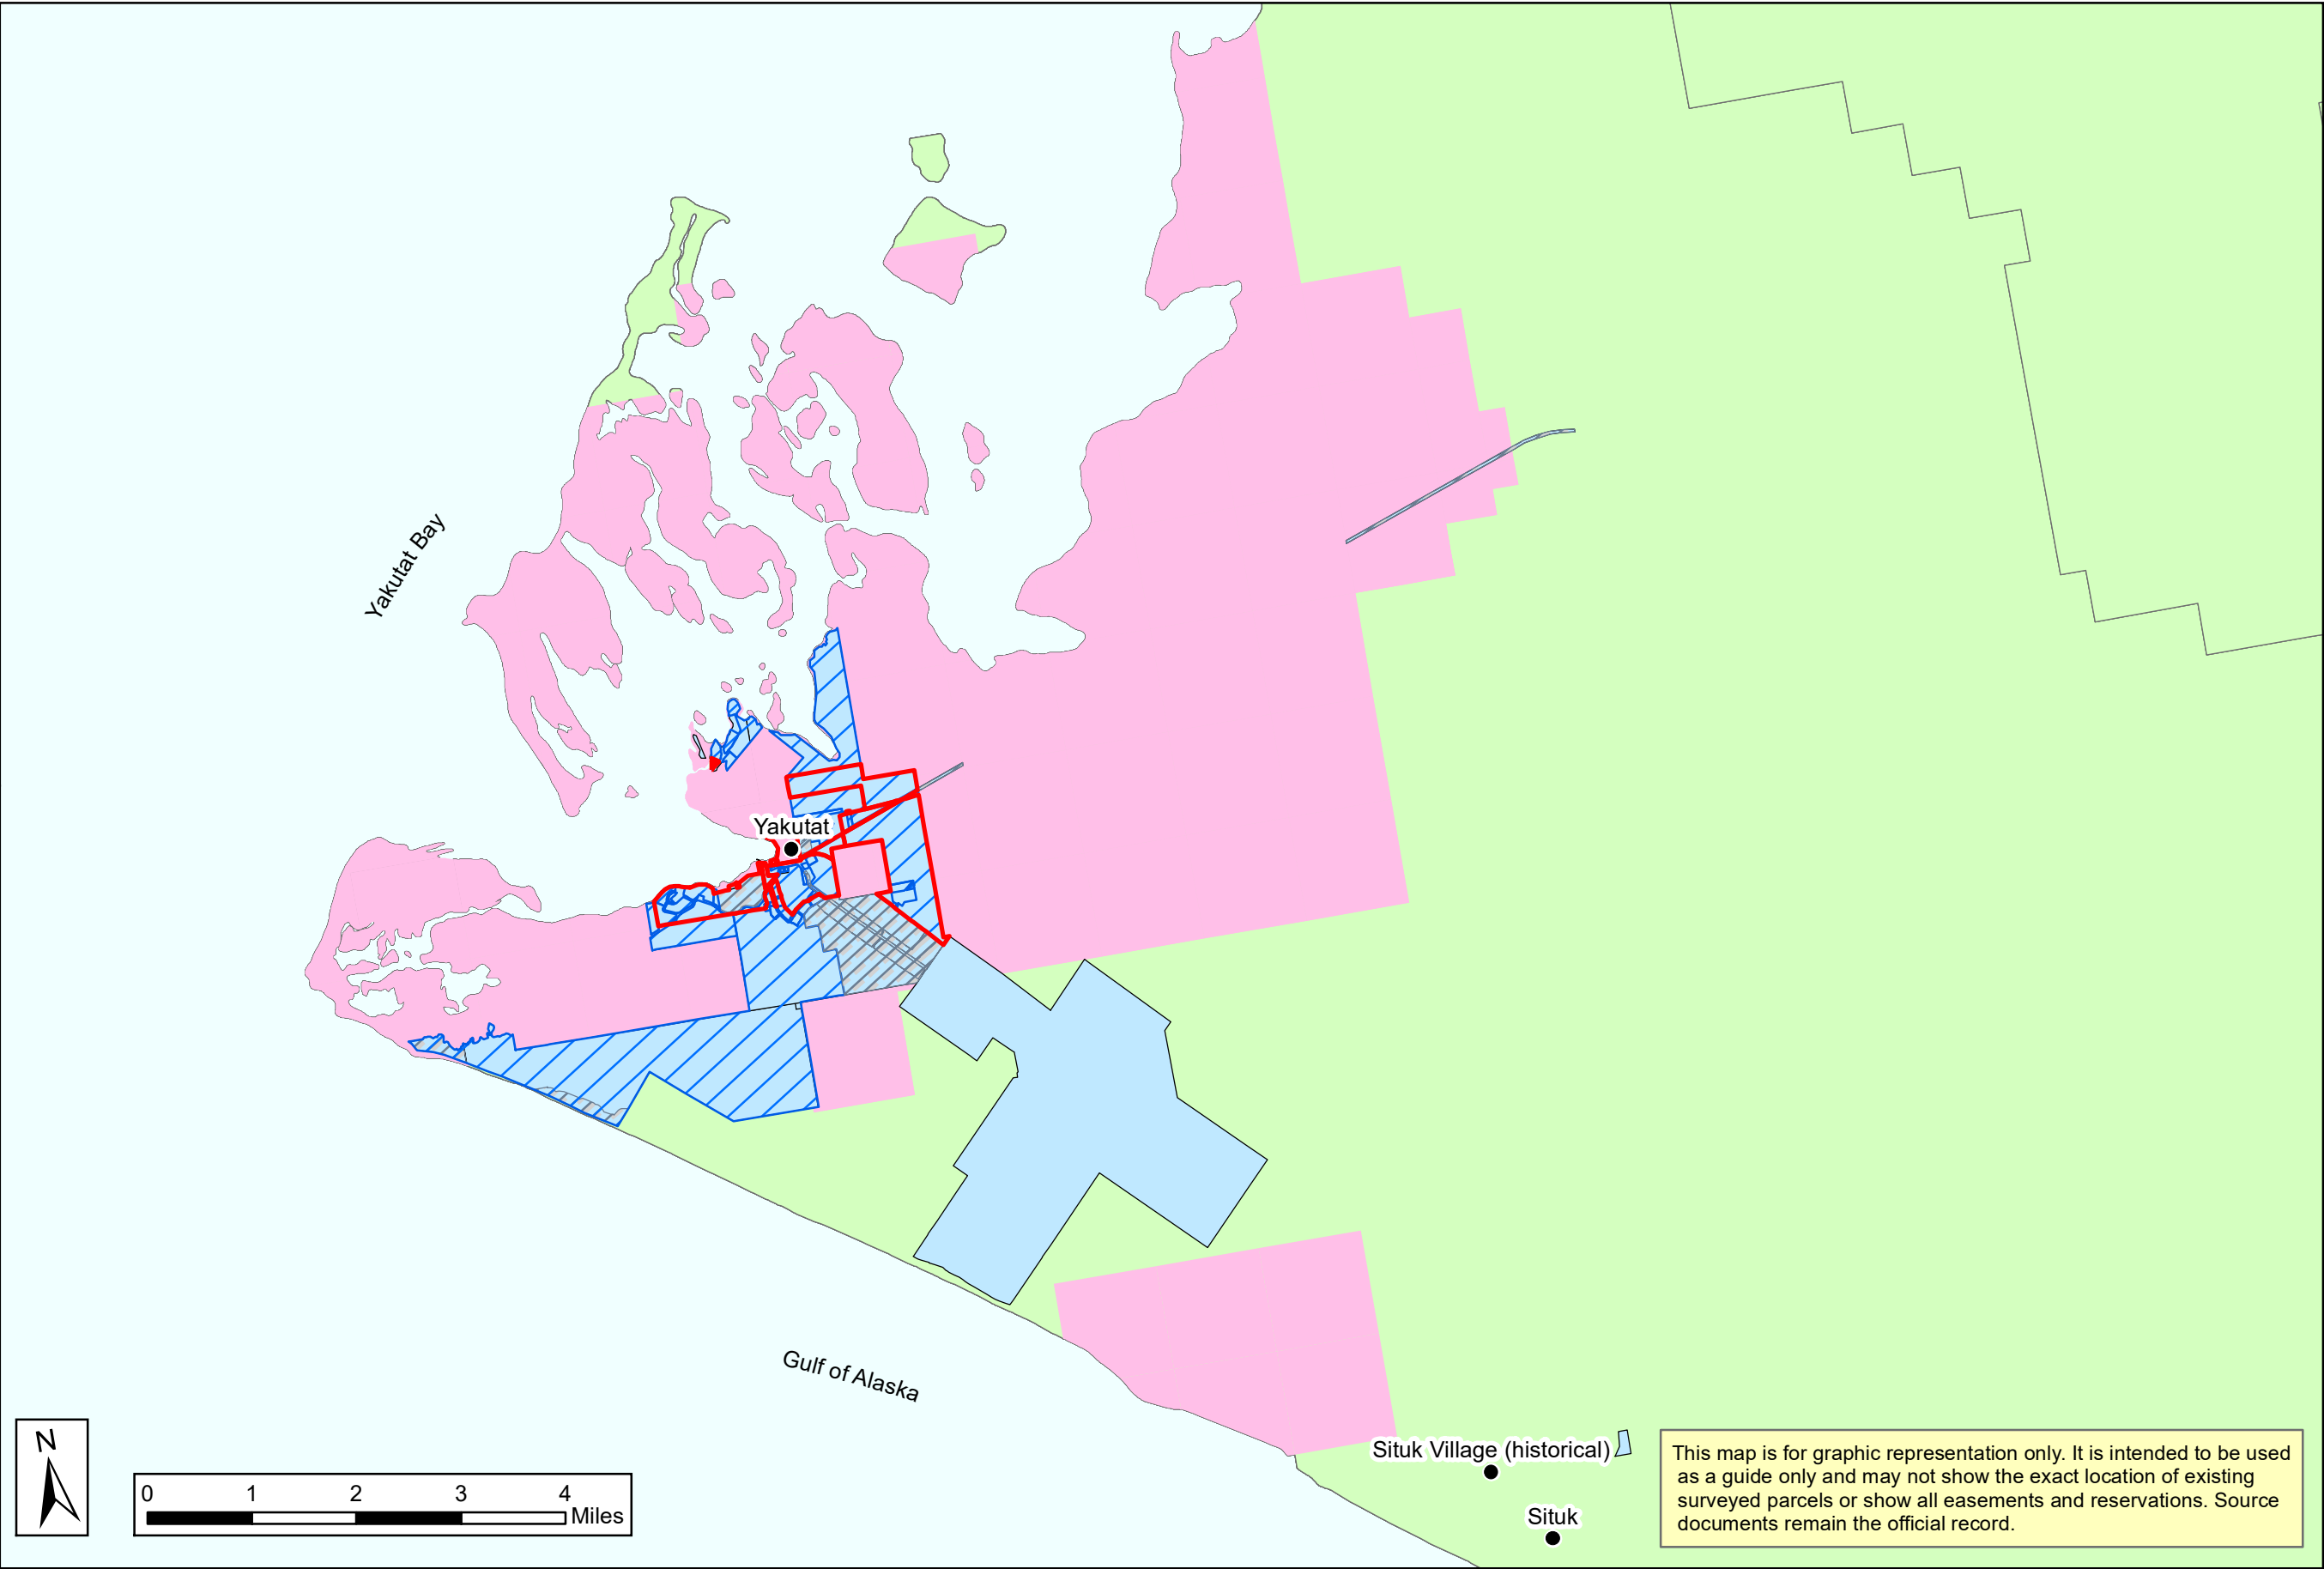 Yakutat Bay
Yakutat
Gulf of Alaska
Situk Village (historical)
Situk
N
0 1 2 3 4
Miles
This map is for graphic representation only. It is intended to be used
as a guide only and may not show the exact location of existing
surveyed parcels or show all easements and reservations. Source
documents remain the official record.